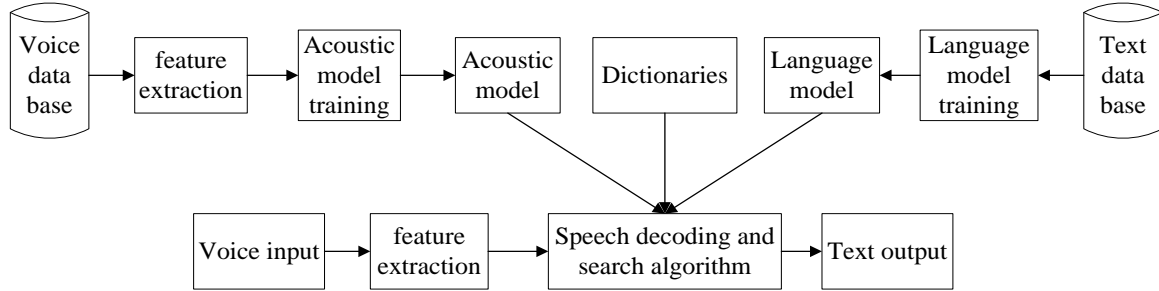 Voice
data
base
feature
extraction
Acoustic
model
training
Acoustic
model
Dictionaries
Language
model
Language
model
training
Text
data
base
Voice input
feature
extraction
Speech decoding and
search algorithm
Text output